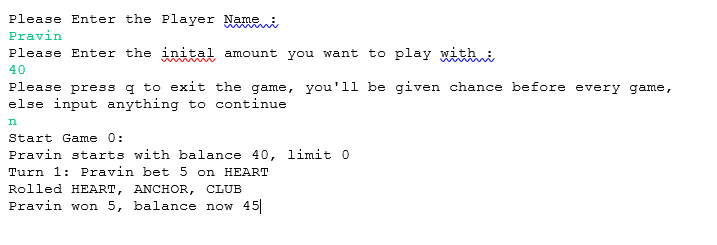 Please Enter the Player Name :
Pravin
Please Enter the inital amount you want to play with :
40
Please press q to exit the game, you'll be given chance before every game,
else input anything to continue
n
Start Game 0:
Pravin starts with balance 40, limit 0
Turn 1: Pravin bet 5 on HEART
Rolled HEART, ANCHOR, CLUB
Pravin won 5, balance now 45